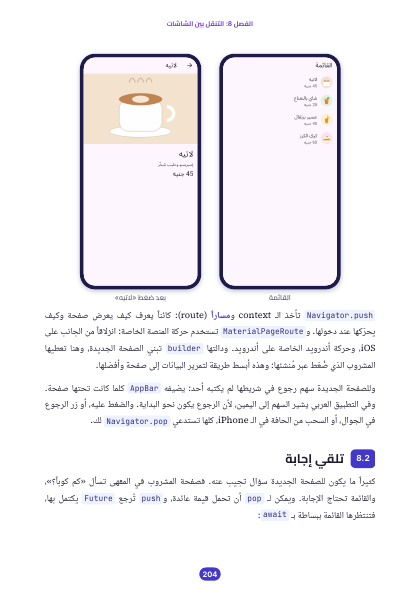 الفصل 8: التنقل بين الشاشات
القائمة
لاتيه
45 جنيه
شاي بالنعناع
25 جنيه
عصير برتقال
40 جنيه
كيك الكرز
60 جنيه
القائمة
→ لاتيه
لاتيه
إسبريسو وحليب مبخّر
45 جنيه
بعد ضغط «لاتيه»
Navigator.push تأخذ الـ context ومساراً (route): كائناً يعرف كيف يعرض صفحة وكيف
يحرّكها عند دخولها. و MaterialPageRoute تستخدم حركة المنصة الخاصة: انزلاقاً من الجانب على
iOS، وحركة أندرويد الخاصة على أندرويد. ودالتها builder تبني الصفحة الجديدة، وهنا تعطيها
المشروب الذي ضُغط عبر مُنشئها: وهذه أبسط طريقة لتمرير البيانات إلى صفحة وأفضلها.
وللصفحة الجديدة سهم رجوع في شريطها لم يكتبه أحد: يضيفه AppBar كلما كانت تحتها صفحة.
وفي التطبيق العربي يشير السهم إلى اليمين، لأن الرجوع يكون نحو البداية. والضغط عليه، أو زر الرجوع
في الجوال، أو السحب من الحافة في الـ iPhone، كلها تستدعي Navigator.pop لك.
8.2 تلقي إجابة
كثيراً ما يكون للصفحة الجديدة سؤال تجيب عنه. فصفحة المشروب في المقهى تسأل «كم كوباً؟»،
والقائمة تحتاج الإجابة. ويمكن لـ pop أن تحمل قيمة عائدة، و push تُرجع Future يكتمل بها،
فتنتظرها القائمة ببساطة بـ await :
204